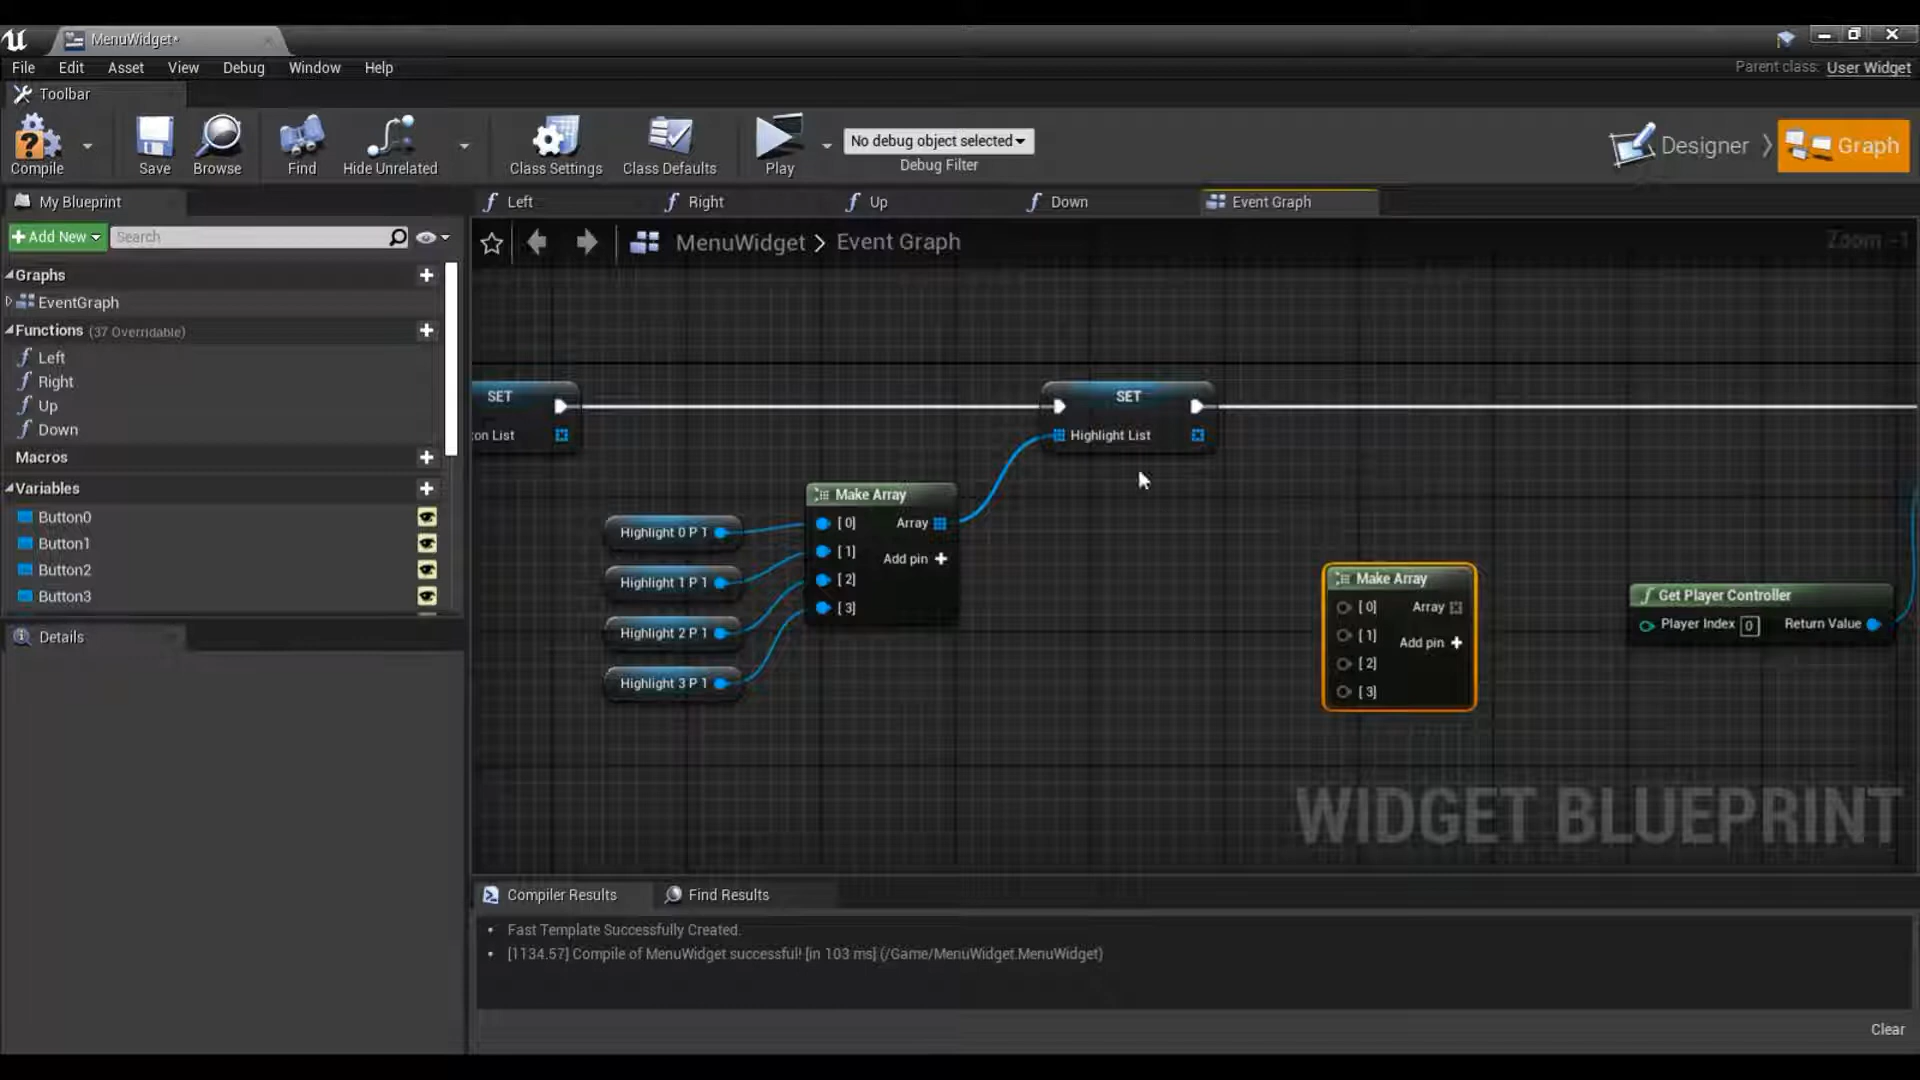 MenuWidget*
File Edit Asset View Debug Window Help
Parent class: User Widget
Toolbar
Compile Save Browse Find Hide Unrelated Class Settings Class Defaults Play
No debug object selected
Debug Filter
Designer Graph
My Blueprint
Left Right Up Down Event Graph
Add New Search
MenuWidget > Event Graph
Zoom -1
Graphs
EventGraph
Functions (37 Overridable)
Left
Right
Up
Down
Macros
Variables
Button0
Button1
Button2
Button3
Details
SET
on List
SET
Highlight List
Make Array
[0] Array
[1] Add pin +
[2]
[3]
Highlight 0 P 1
Highlight 1 P 1
Highlight 2 P 1
Highlight 3 P 1
Make Array
[0] Array
[1] Add pin +
[2]
[3]
Get Player Controller
Player Index 0 Return Value
WIDGET BLUEPRINT
Compiler Results Find Results
• Fast Template Successfully Created.
• [1134.57] Compile of MenuWidget successful! [in 103 ms] (/Game/MenuWidget.MenuWidget)
Clear